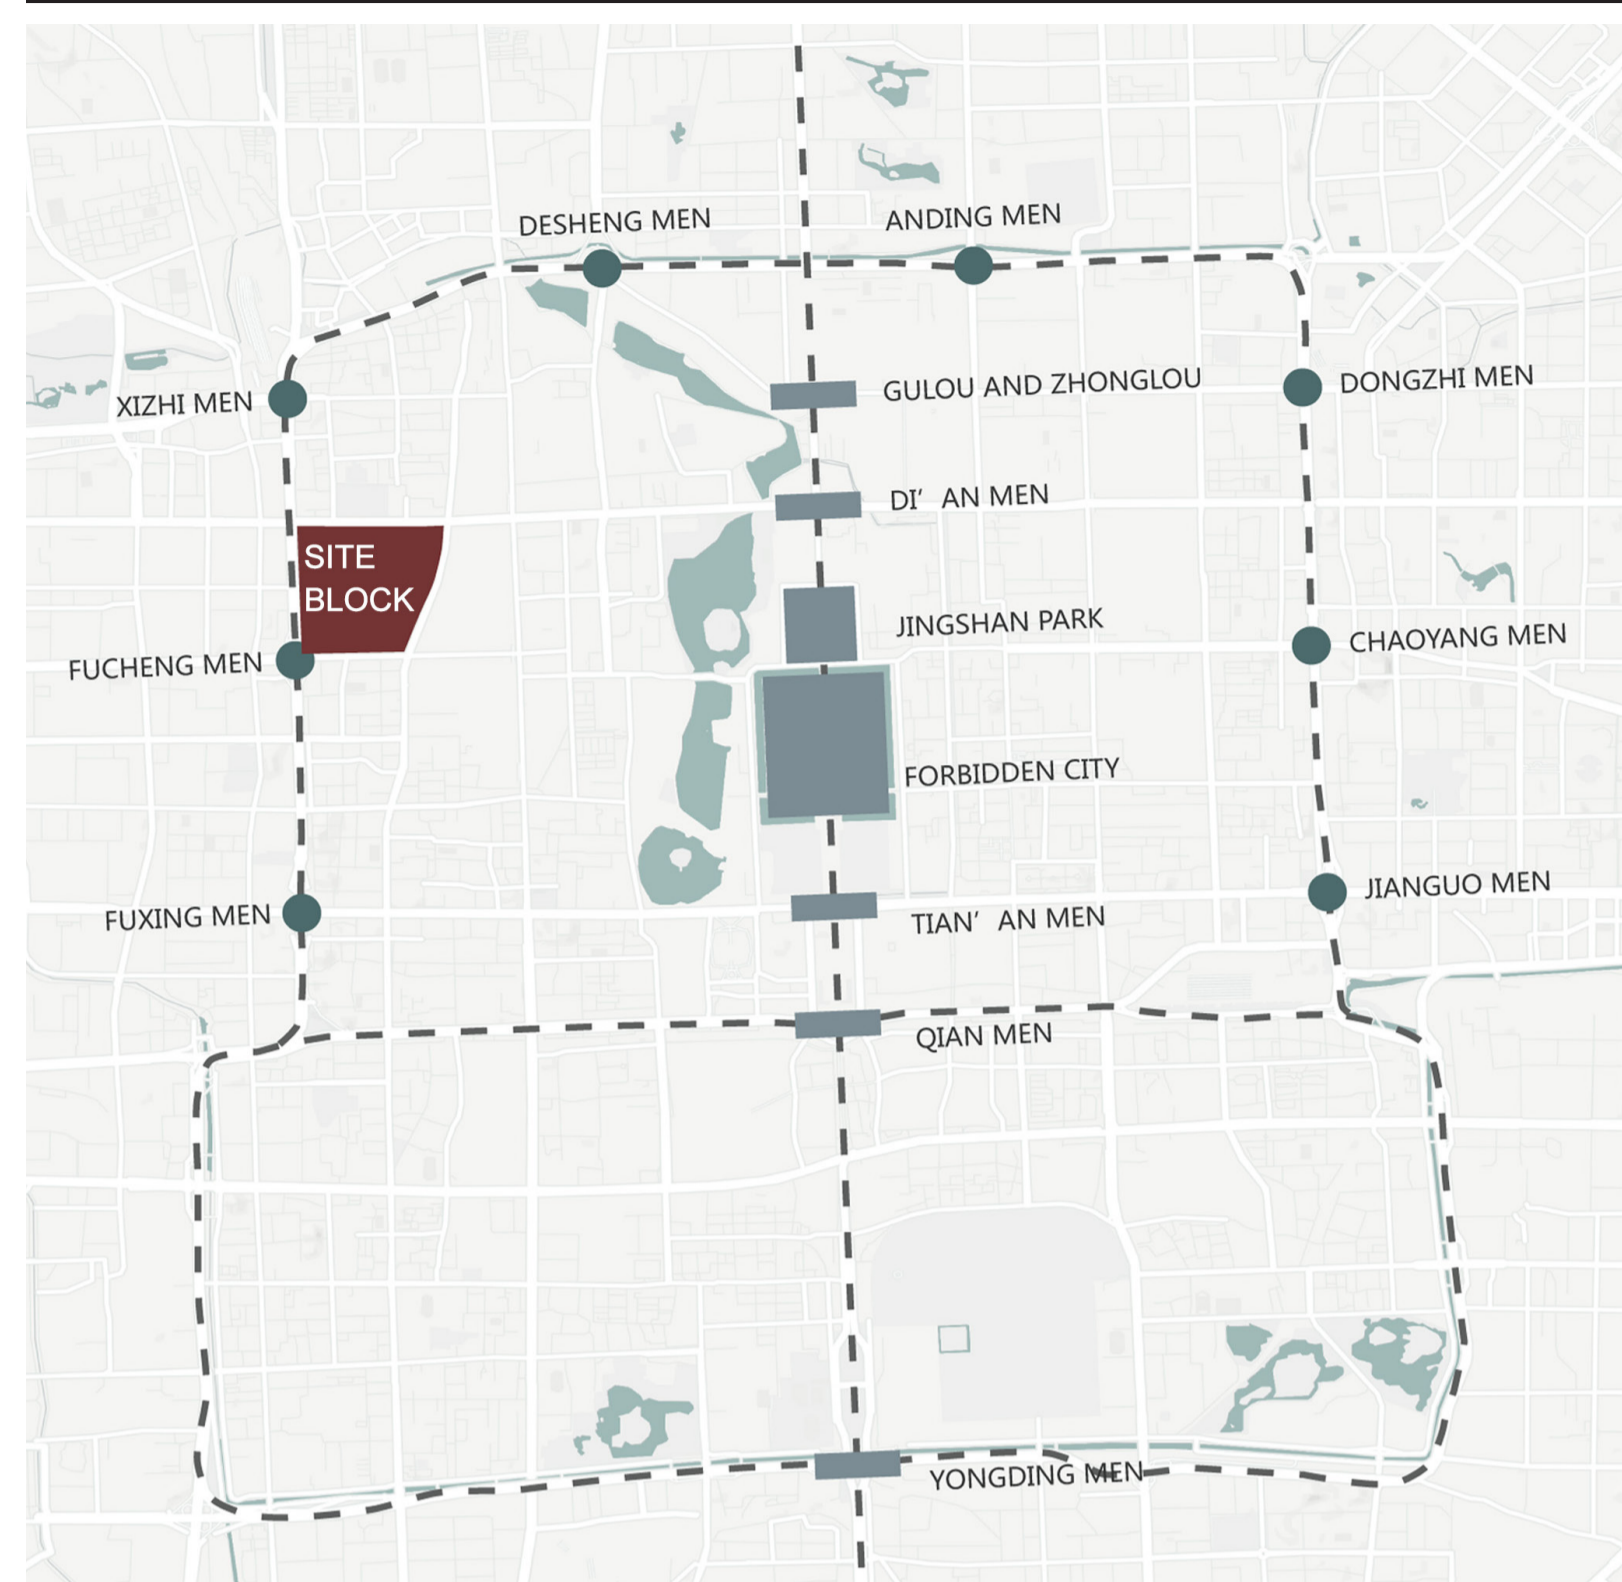 DESHENG MEN
ANDING MEN
XIZHI MEN
GULOU AND ZHONGLOU
DONGZHI MEN
DI' AN MEN
SITE
BLOCK
JINGSHAN PARK
FUCHENG MEN
CHAOYANG MEN
FORBIDDEN CITY
JIANGUO MEN
FUXING MEN
TIAN' AN MEN
QIAN MEN
YONGDING MEN